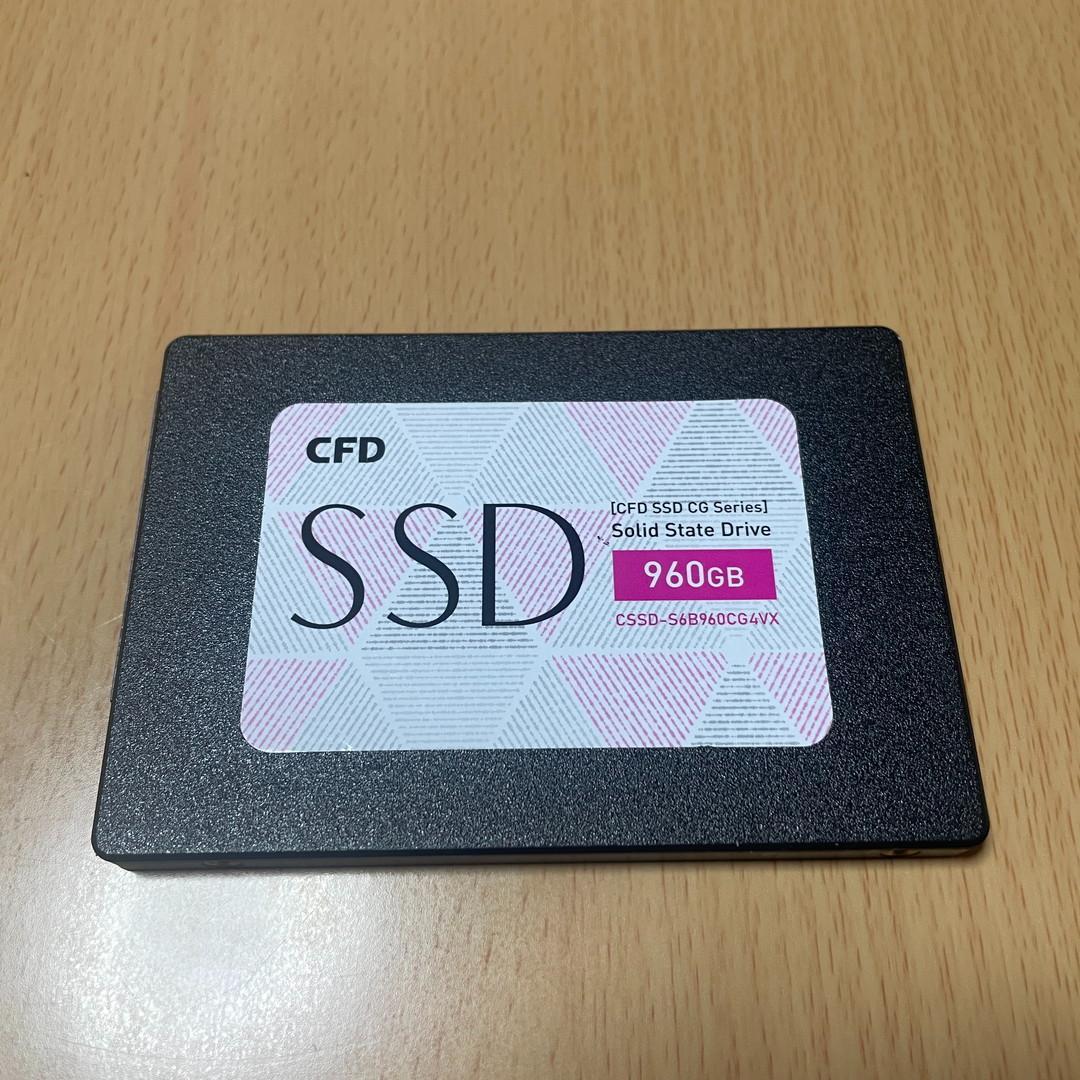 CFD
SSD
[CFD SSD CG Series]
Solid State Drive
960GB
CSSD-S6B960CG4VX